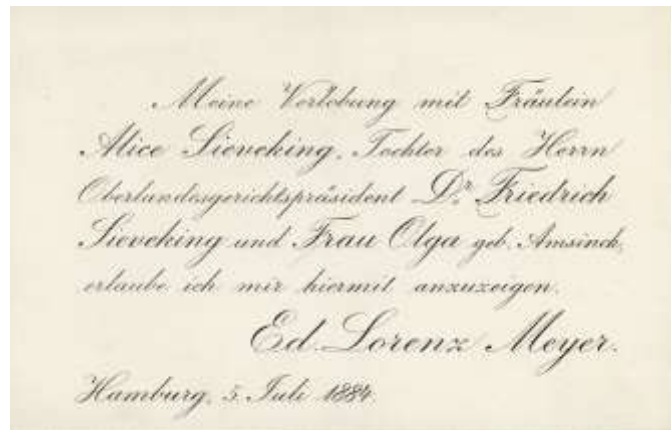 Meine Verlobung mit Fräulein
Alice Sieveking, Tochter des Herrn
Oberlandesgerichtspräsident Dr. Friedrich
Sieveking und Frau Olga geb. Amsinck,
erlaube ich mir hiermit anzuzeigen.
Ed. Lorenz Meyer.
Hamburg, 5. Juli 1884.